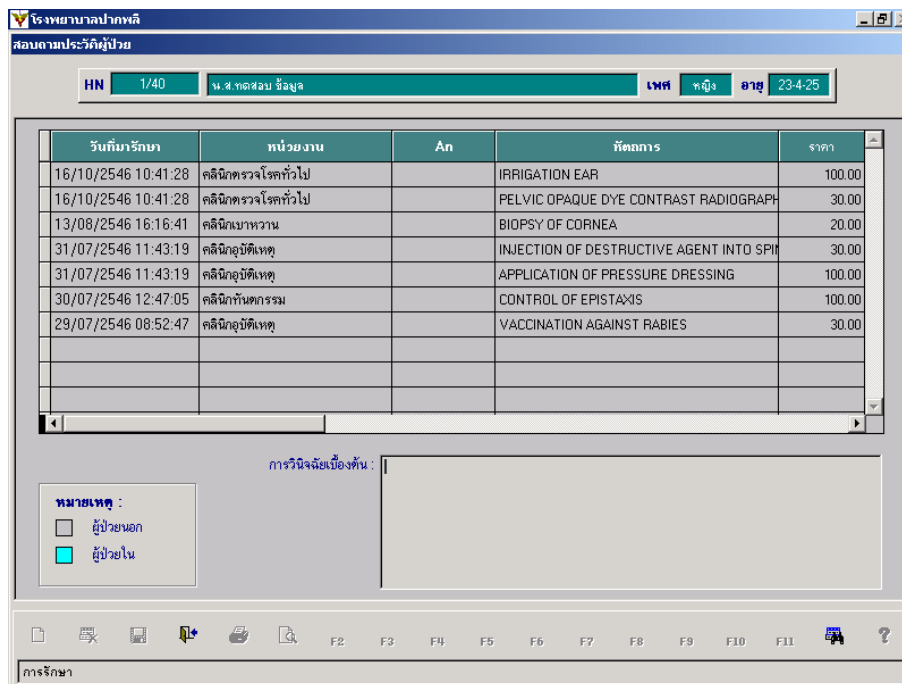 โรงพยาบาลปากพลี
สอบถามประวัติผู้ป่วย
HN 1/40 น.ส.ทดสอบ ข้อมูล เพศ หญิง อายุ 23-4-25
วันที่มารักษา หน่วยงาน An หัตถการ ราคา
16/10/2546 10:41:28 คลินิกตรวจโรคทั่วไป IRRIGATION EAR 100.00
16/10/2546 10:41:28 คลินิกตรวจโรคทั่วไป PELVIC OPAQUE DYE CONTRAST RADIOGRAPH 30.00
13/08/2546 16:16:41 คลินิกเบาหวาน BIOPSY OF CORNEA 20.00
31/07/2546 11:43:19 คลินิกอุบัติเหตุ INJECTION OF DESTRUCTIVE AGENT INTO SPIN 30.00
31/07/2546 11:43:19 คลินิกอุบัติเหตุ APPLICATION OF PRESSURE DRESSING 100.00
30/07/2546 12:47:05 คลินิกทันตกรรม CONTROL OF EPISTAXIS 100.00
29/07/2546 08:52:47 คลินิกอุบัติเหตุ VACCINATION AGAINST RABIES 30.00
การวินิจฉัยเบื้องต้น :
หมายเหตุ :
ผู้ป่วยนอก
ผู้ป่วยใน
F2 F3 F4 F5 F6 F7 F8 F9 F10 F11 ?
การรักษา